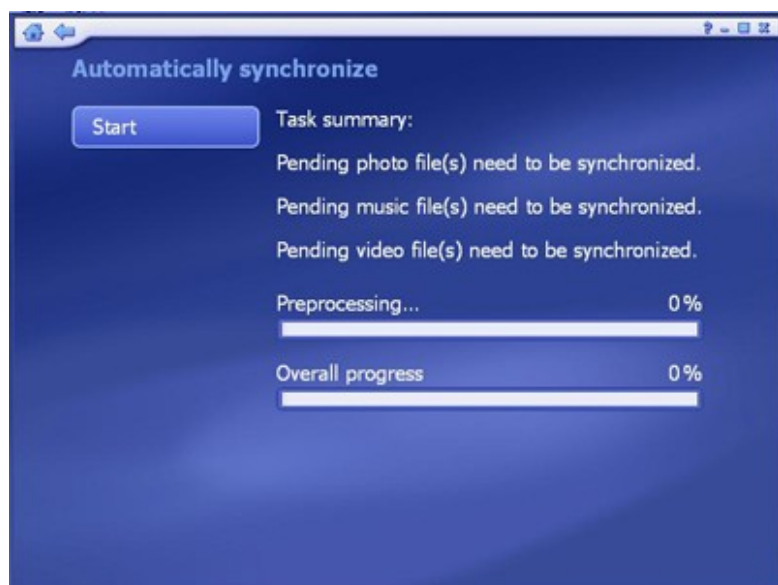 Automatically synchronize
Start
Task summary:
Pending photo file(s) need to be synchronized.
Pending music file(s) need to be synchronized.
Pending video file(s) need to be synchronized.
Preprocessing... 0%
Overall progress 0%